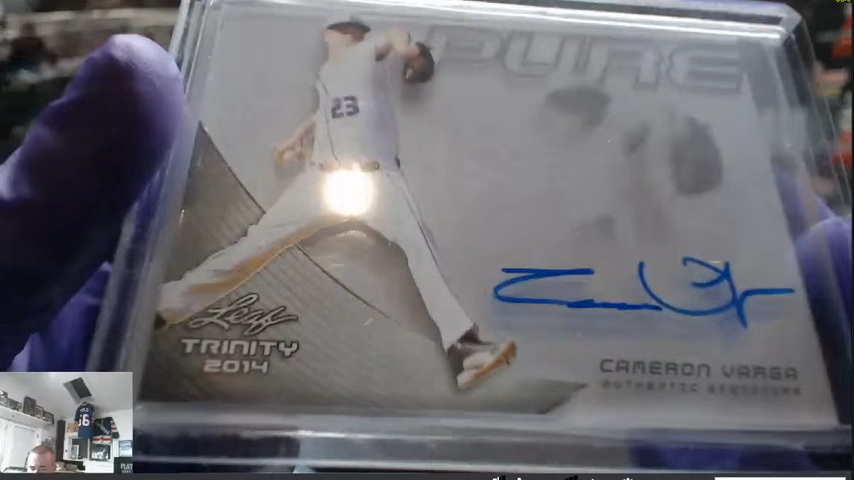 PURE
23
Leaf
TRINITY
2014
CAMERON VARGA
AUTHENTIC SIGNATURE